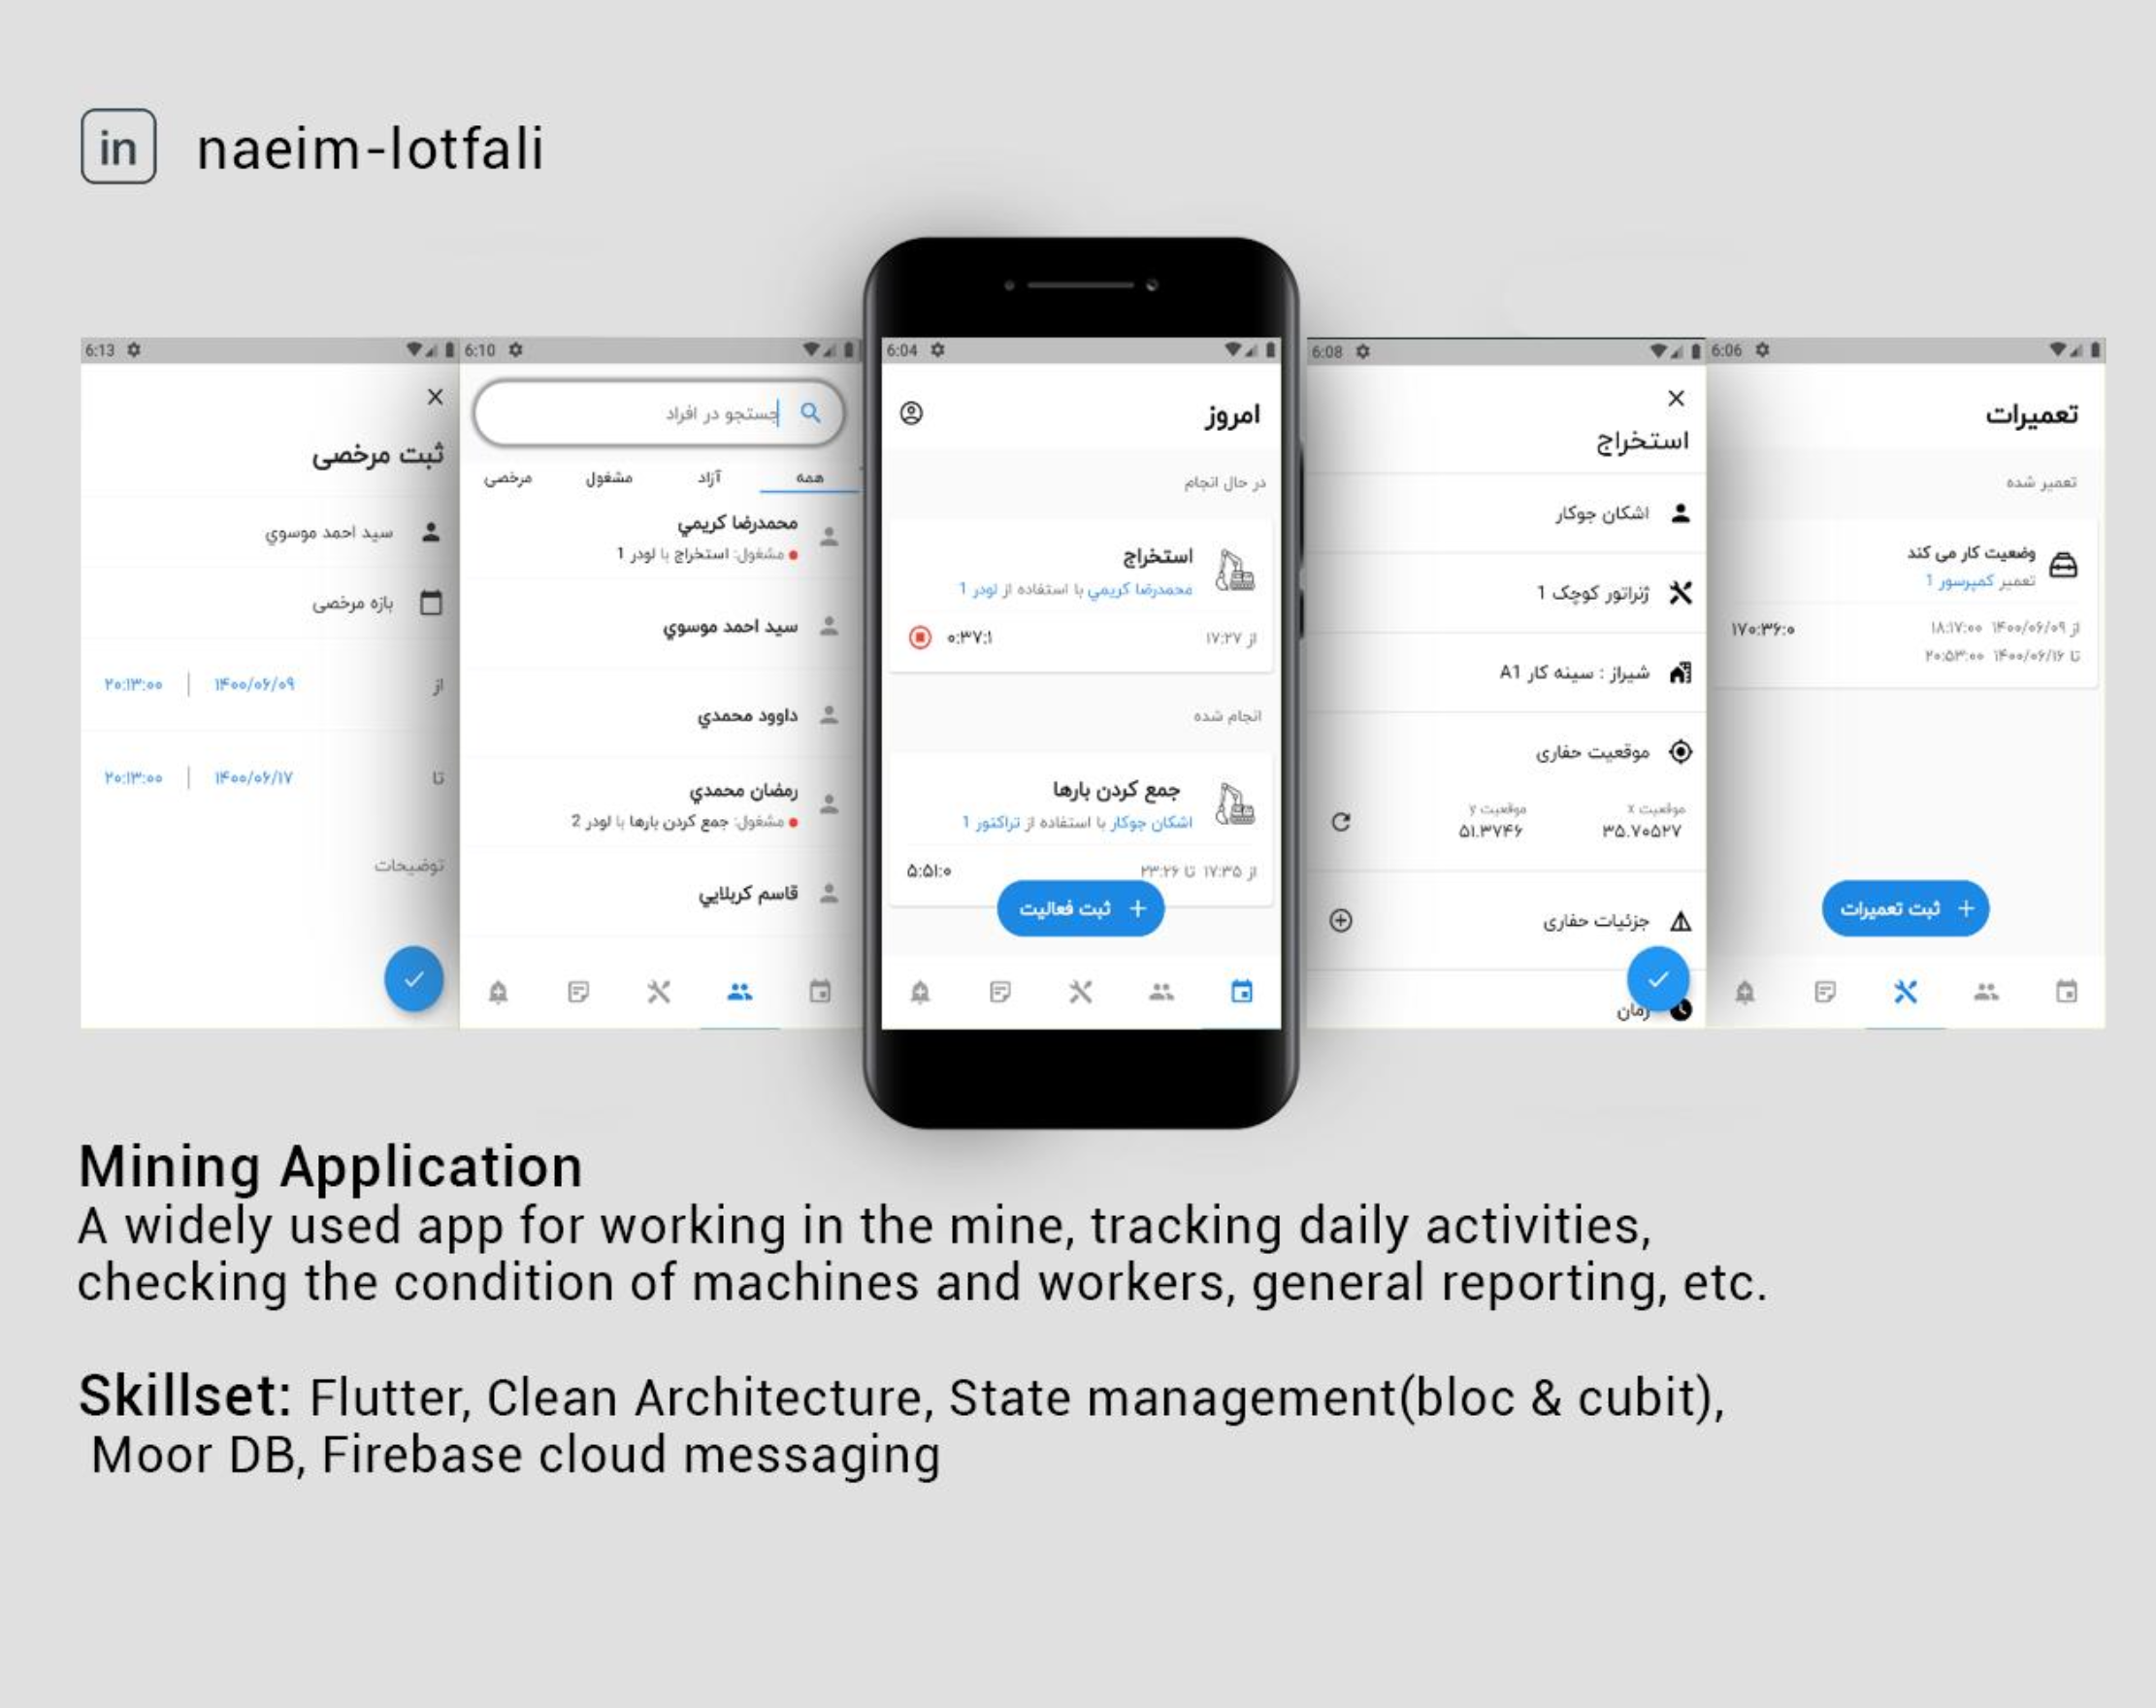 in naeim-lotfali
6:13
ثبت مرخصی
سید احمد موسوي
بازه مرخصی
از ۱۴۰۰/۰۶/۰۹ | ۲۰:۱۳:۰۰
تا ۱۴۰۰/۰۶/۱۷ | ۲۰:۱۳:۰۰
توضیحات
6:10
جستجو در افراد
همه آزاد مشغول مرخصی
محمدرضا کریمي
مشغول: استخراج با لودر 1
سید احمد موسوي
داوود محمدي
رمضان محمدي
مشغول: جمع کردن بارها با لودر 2
قاسم کربلايي
6:04
امروز
در حال انجام
استخراج
محمدرضا کریمي با استفاده از لودر 1
از ۱۷:۲۷ ۰:۳۷:۱
انجام شده
جمع کردن بارها
اشکان جوکار با استفاده از تراکتور 1
از ۱۷:۳۵ تا ۲۳:۲۶ ۵:۵۱:۰
+ ثبت فعالیت
6:08
استخراج
اشکان جوکار
ژنراتور کوچک 1
شیراز : سینه کار A1
موقعیت حفاری
موقعیت x موقعیت y
۳۵.۷۰۵۲۷ ۵۱.۳۷۴۶
جزئیات حفاری
زمان
6:06
تعمیرات
تعمیر شده
وضعیت کار می کند
تعمیر کمپرسور 1
از ۱۴۰۰/۰۶/۰۹ ۱۸:۱۷:۰۰ ۱۷۰:۳۶:۰
تا ۱۴۰۰/۰۶/۱۶ ۲۰:۵۳:۰۰
+ ثبت تعمیرات
Mining Application
A widely used app for working in the mine, tracking daily activities,
checking the condition of machines and workers, general reporting, etc.
Skillset: Flutter, Clean Architecture, State management(bloc & cubit),
Moor DB, Firebase cloud messaging